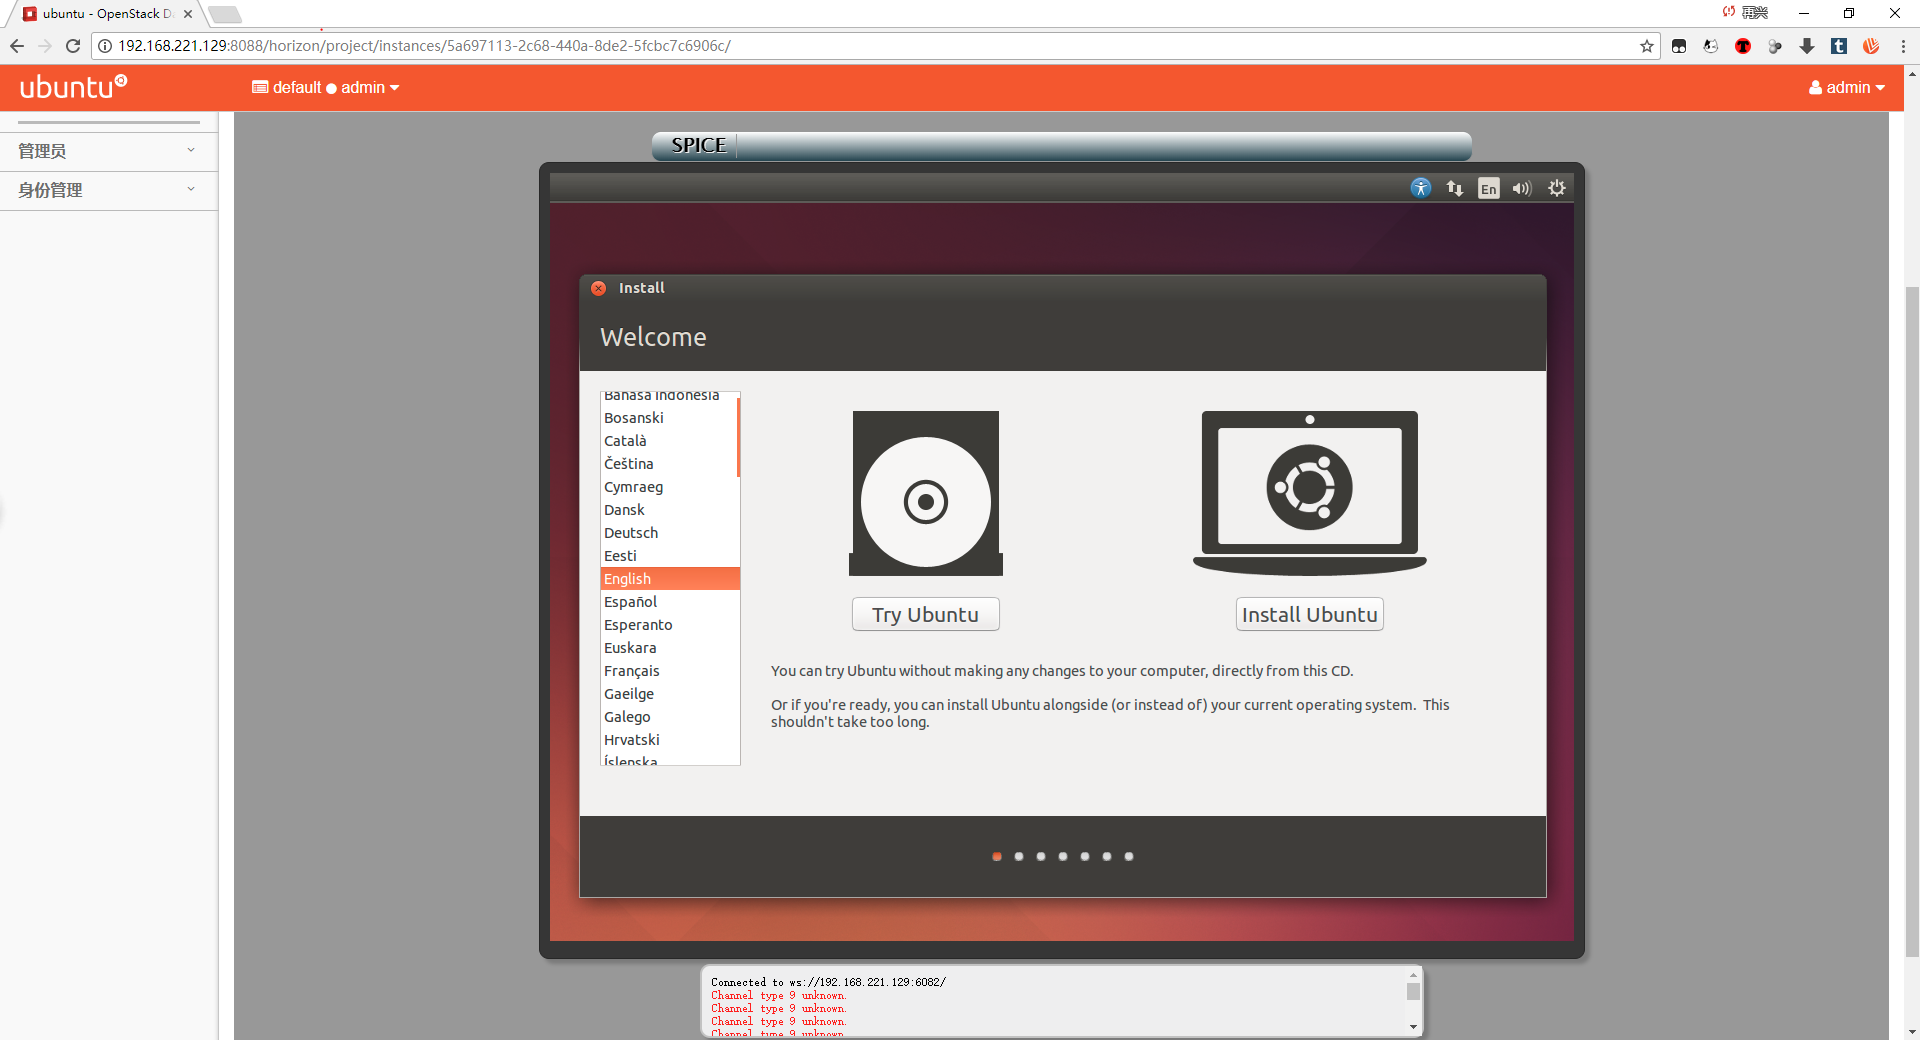 ubuntu - OpenStack D
再兴
192.168.221.129:8088/horizon/project/instances/5a697113-2c68-440a-8de2-5fcbc7c6906c/
ubuntu
default
admin
admin
管理员
身份管理
SPICE
En
Install
Welcome
Bahasa Indonesia
Bosanski
Català
Čeština
Cymraeg
Dansk
Deutsch
Eesti
English
Español
Esperanto
Euskara
Français
Gaeilge
Galego
Hrvatski
Íslenska
Try Ubuntu
Install Ubuntu
You can try Ubuntu without making any changes to your computer, directly from this CD.
Or if you're ready, you can install Ubuntu alongside (or instead of) your current operating system. This
shouldn't take too long.
Connected to ws://192.168.221.129:6082/
Channel type 9 unknown.
Channel type 9 unknown.
Channel type 9 unknown.
Channel type 9 unknown.